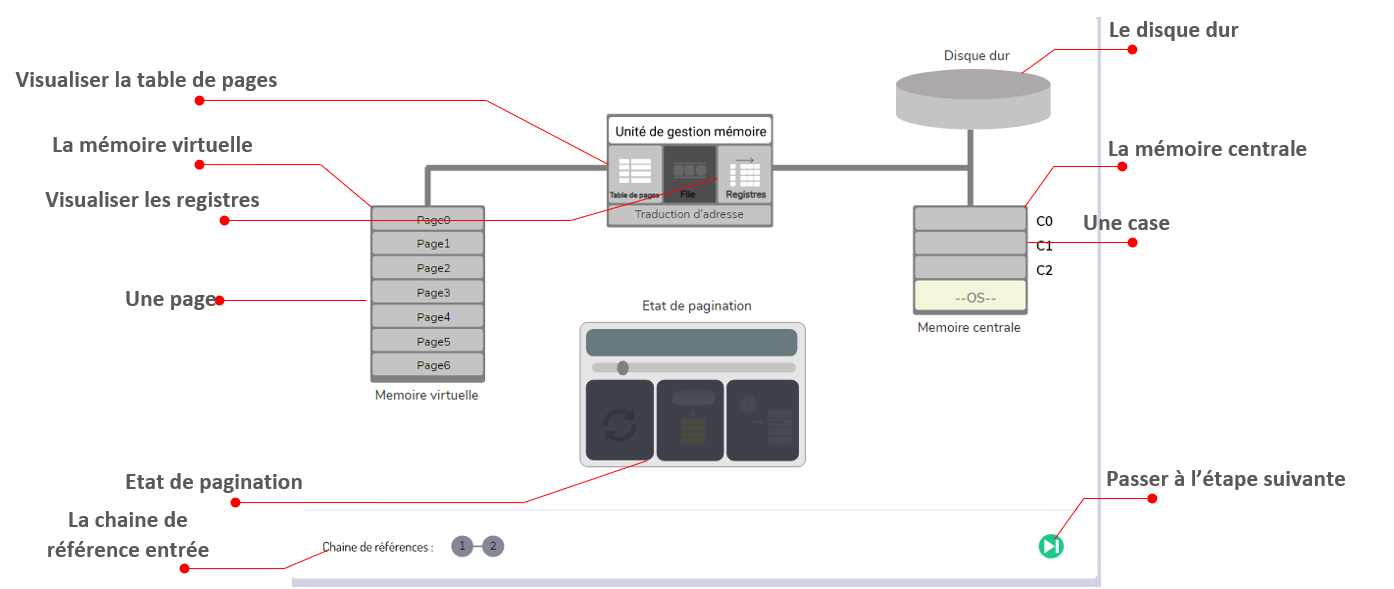 Le disque dur
Disque dur
Visualiser la table de pages
Unité de gestion mémoire
La mémoire virtuelle
La mémoire centrale
Table de pages
File
Registres
Visualiser les registres
Traduction d'adresse
Page0
Page1
Page2
Page3
Page4
Page5
Page6
Memoire virtuelle
Une page
C0
Une case
C1
C2
--OS--
Memoire centrale
Etat de pagination
Etat de pagination
Passer à l’étape suivante
La chaine de
référence entrée
Chaine de références :
1
2